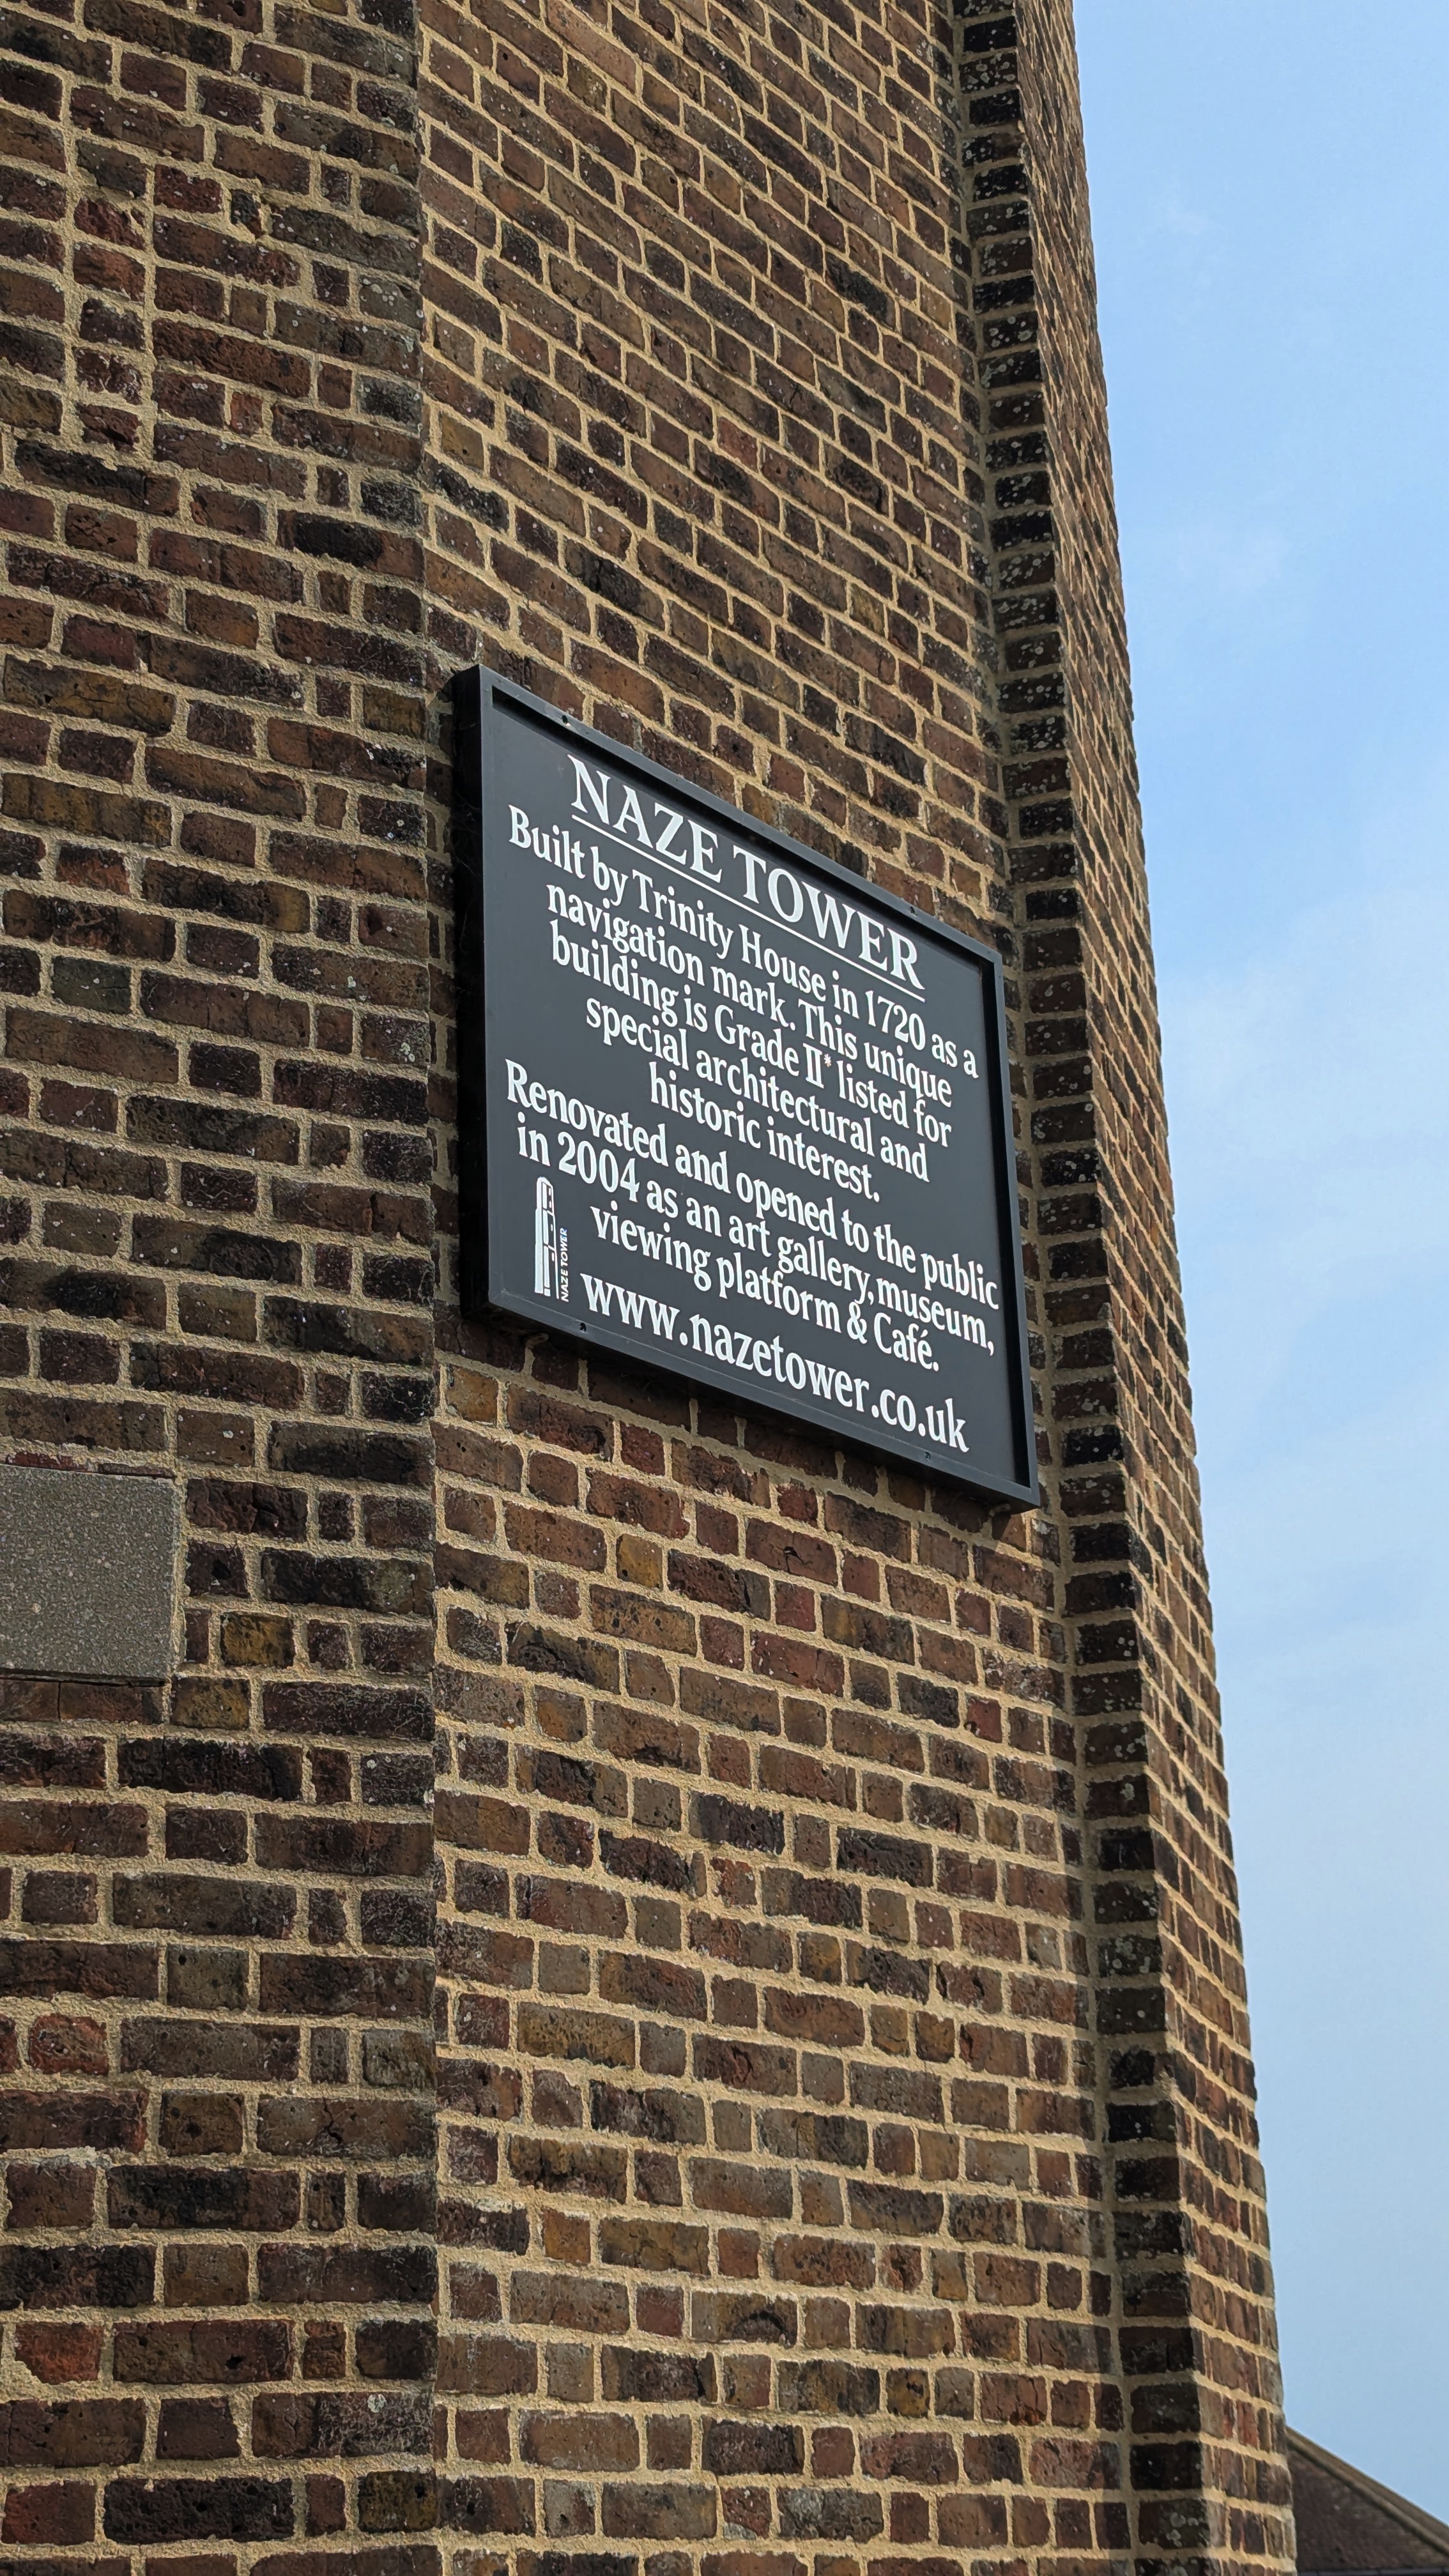 NAZE TOWER
Built by Trinity House in 1720 as a
navigation mark. This unique
building is Grade II* listed for
special architectural and
historic interest.
Renovated and opened to the public
in 2004 as an art gallery, museum,
viewing platform & Café.
NAZE TOWER
www.nazetower.co.uk